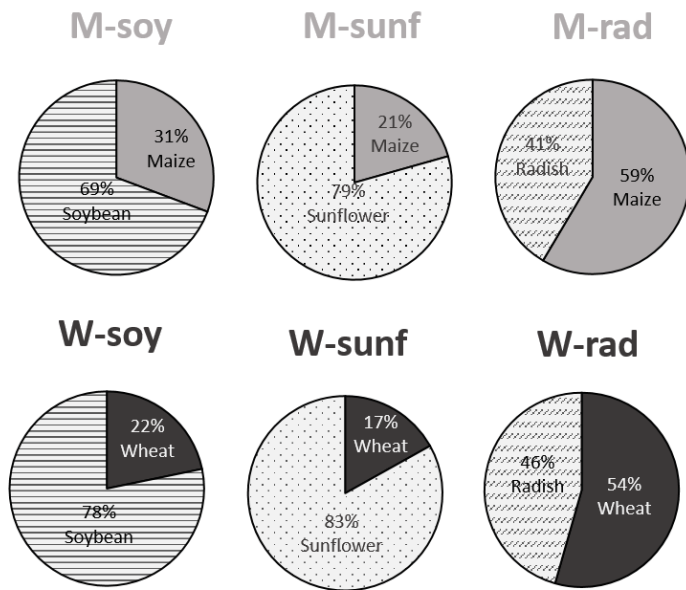 M-soy
M-sunf
M-rad
31%
Maize
69%
Soybean
21%
Maize
79%
Sunflower
41%
Radish
59%
Maize
W-soy
W-sunf
W-rad
22%
Wheat
78%
Soybean
17%
Wheat
83%
Sunflower
46%
Radish
54%
Wheat